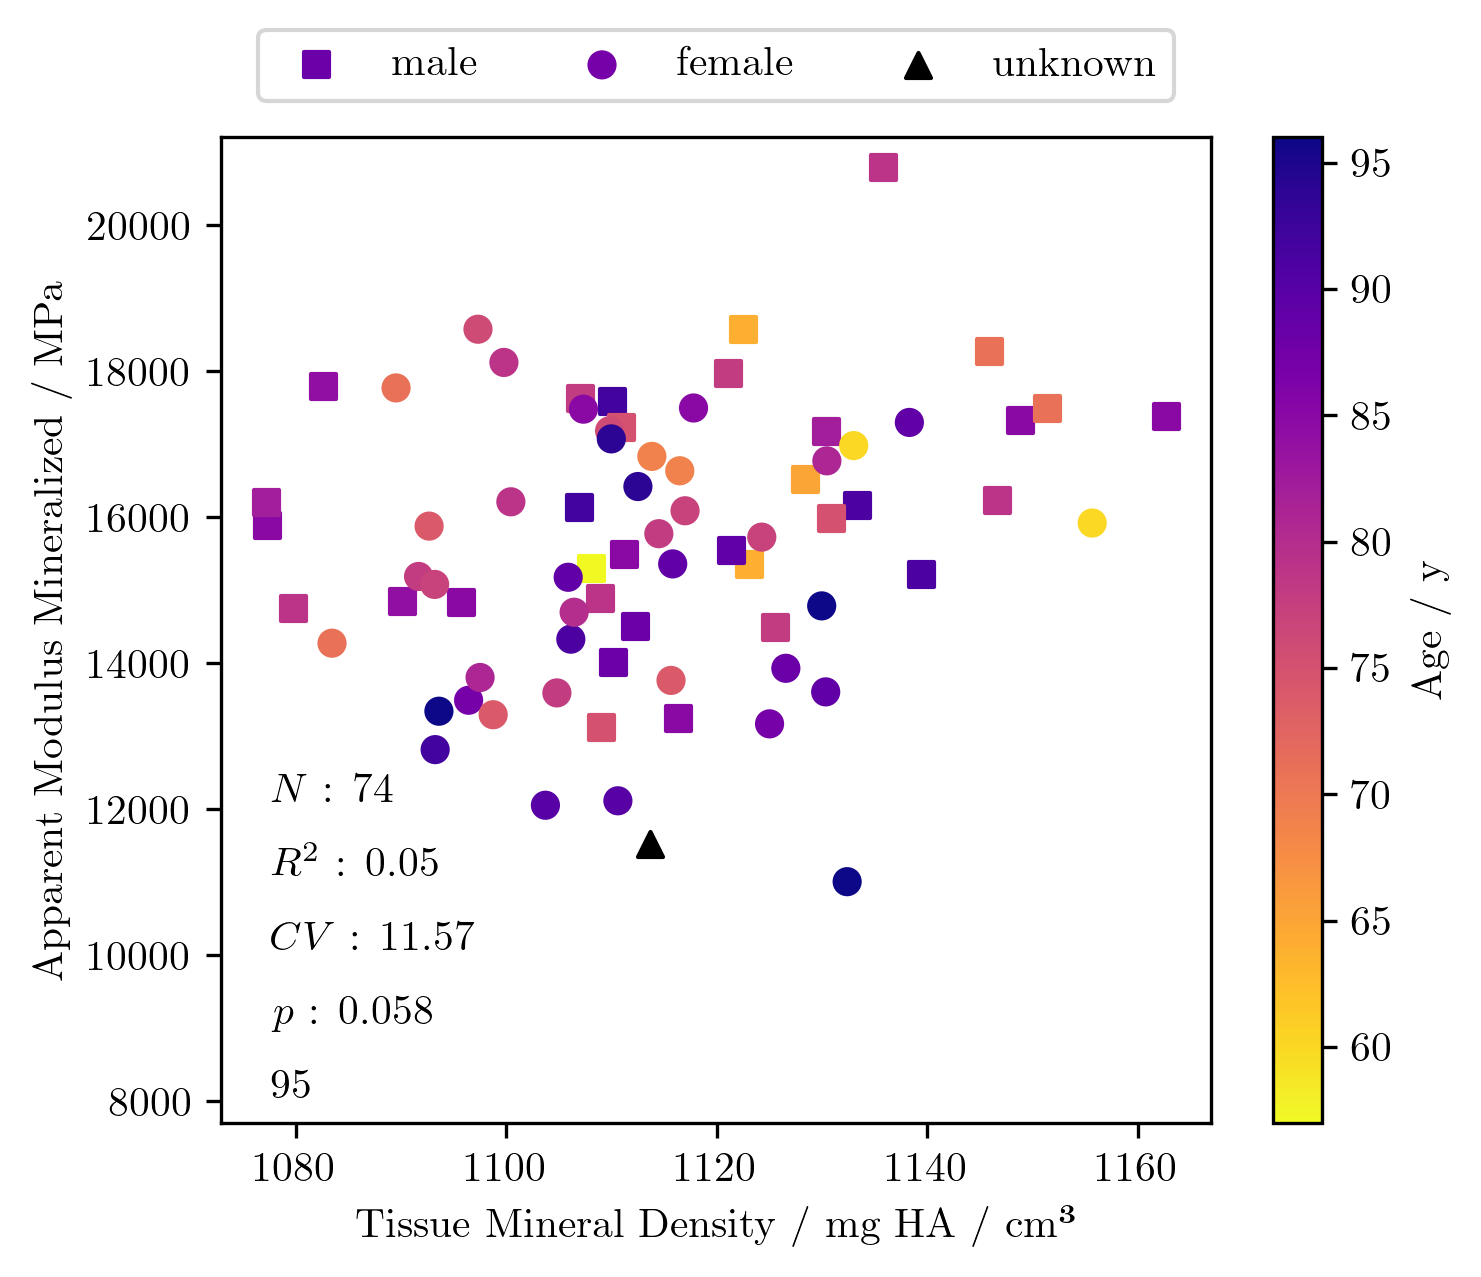 male female unknown
20000
18000
16000
14000
12000
10000
8000
Apparent Modulus Mineralized / MPa
N : 74
R² : 0.05
CV : 11.57
p : 0.058
95
1080 1100 1120 1140 1160
Tissue Mineral Density / mg HA / cm³
95
90
85
80
75
70
65
60
Age / y